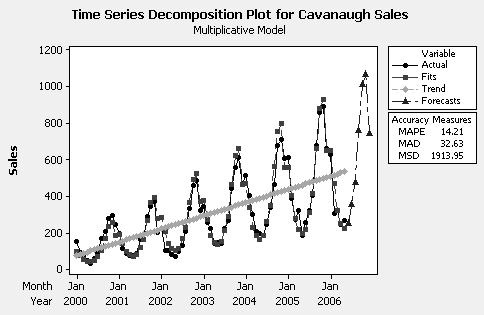 Time Series Decomposition Plot for Cavanaugh Sales
Multiplicative Model
1200
1000
800
600
400
200
0
Sales
Month Jan Jan Jan Jan Jan Jan Jan
Year 2000 2001 2002 2003 2004 2005 2006
Variable
Actual
Fits
Trend
Forecasts
Accuracy Measures
MAPE 14.21
MAD 32.63
MSD 1913.95